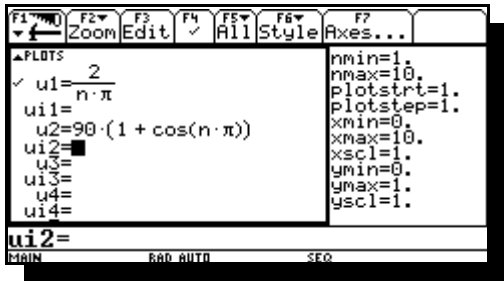 F1 F2 F3 F4 F5 F6 F7
Zoom Edit ✓ All Style Axes...
▲PLOTS
✓ u1=2/(n·π)
ui1=
u2=90·(1+cos(n·π))
ui2=
u3=
ui3=
u4=
ui4=
nmin=1.
nmax=10.
plotstrt=1.
plotstep=1.
xmin=0.
xmax=10.
xscl=1.
ymin=0.
ymax=1.
yscl=1.
ui2=
MAIN RAD AUTO SEQ